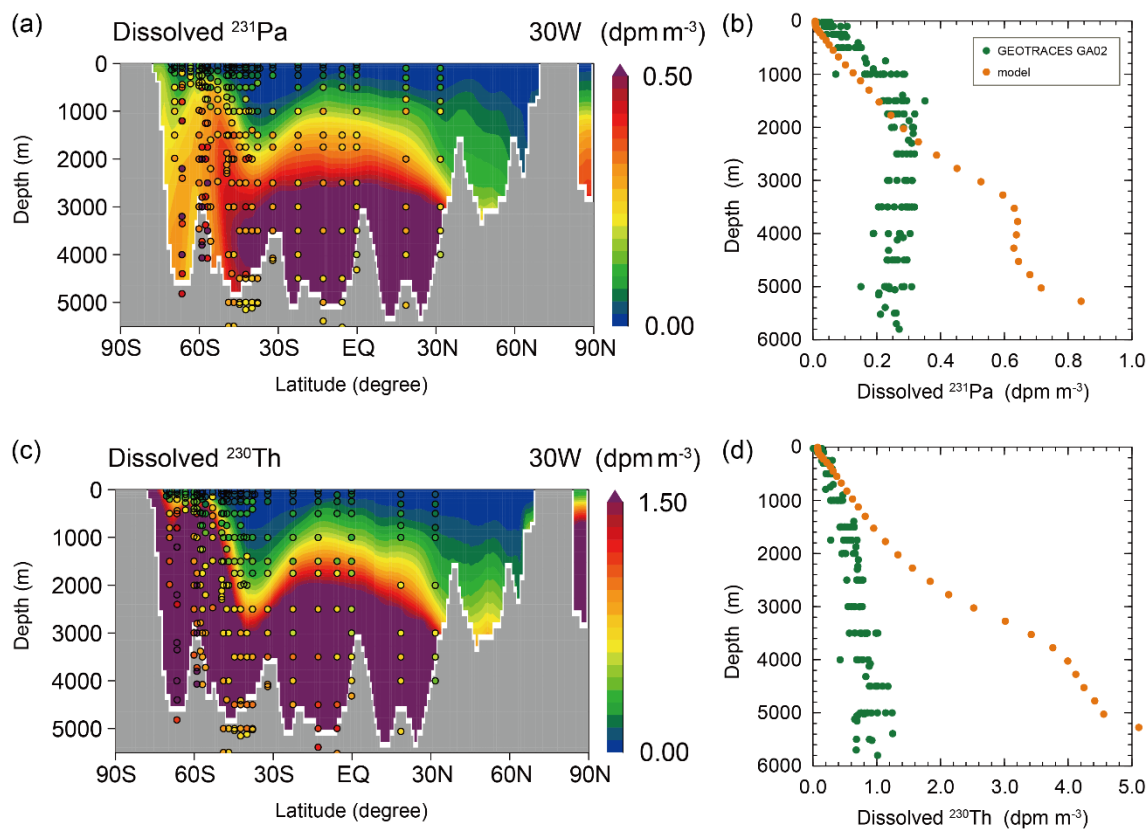 (a) Dissolved ²³¹Pa 30W (dpm m⁻³)
0
1000
2000
3000
4000
5000
Depth (m)
90S 60S 30S EQ 30N 60N 90N
Latitude (degree)
0.50
0.00
(b)
0
1000
2000
3000
4000
5000
6000
Depth (m)
GEOTRACES GA02
model
0.0 0.2 0.4 0.6 0.8 1.0
Dissolved ²³¹Pa (dpm m⁻³)
(c) Dissolved ²³⁰Th 30W (dpm m⁻³)
0
1000
2000
3000
4000
5000
Depth (m)
90S 60S 30S EQ 30N 60N 90N
Latitude (degree)
1.50
0.00
(d)
0
1000
2000
3000
4000
5000
6000
Depth (m)
0.0 1.0 2.0 3.0 4.0 5.0
Dissolved ²³⁰Th (dpm m⁻³)